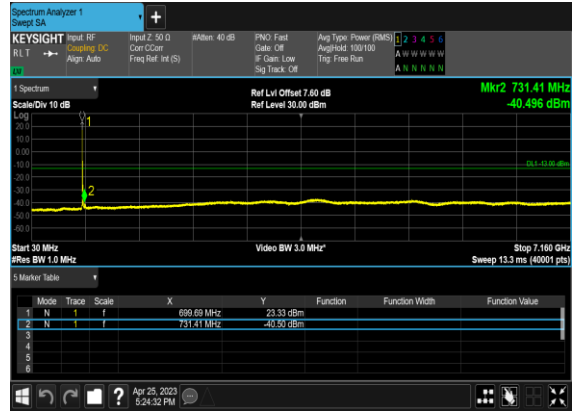 Spectrum Analyzer 1
Swept SA
+
KEYSIGHT Input: RF Input Z: 50 Ω #Atten: 40 dB PNO: Fast Avg Type: Power (RMS) 1 2 3 4 5 6
RLT Coupling: DC Corr CCorr Gate: Off Avg|Hold: 100/100 A W W W W W
Align: Auto Freq Ref: Int (S) IF Gain: Low Trig: Free Run
Sig Track: Off A N N N N N
1 Spectrum Ref Lvl Offset 7.60 dB Mkr2 731.41 MHz
Scale/Div 10 dB Ref Level 30.00 dBm -40.496 dBm
Log
1
20.0
10.0
0.00
-10.0
DL1 -13.00 dBm
-20.0
-30.0
2
-40.0
-50.0
-60.0
Start 30 MHz Video BW 3.0 MHz* Stop 7.160 GHz
#Res BW 1.0 MHz Sweep 13.3 ms (40001 pts)
5 Marker Table
Mode Trace Scale X Y Function Function Width Function Value
1 N 1 f 699.69 MHz 23.33 dBm
2 N 1 f 731.41 MHz -40.50 dBm
3
4
5
6
? Apr 25, 2023
5:24:32 PM